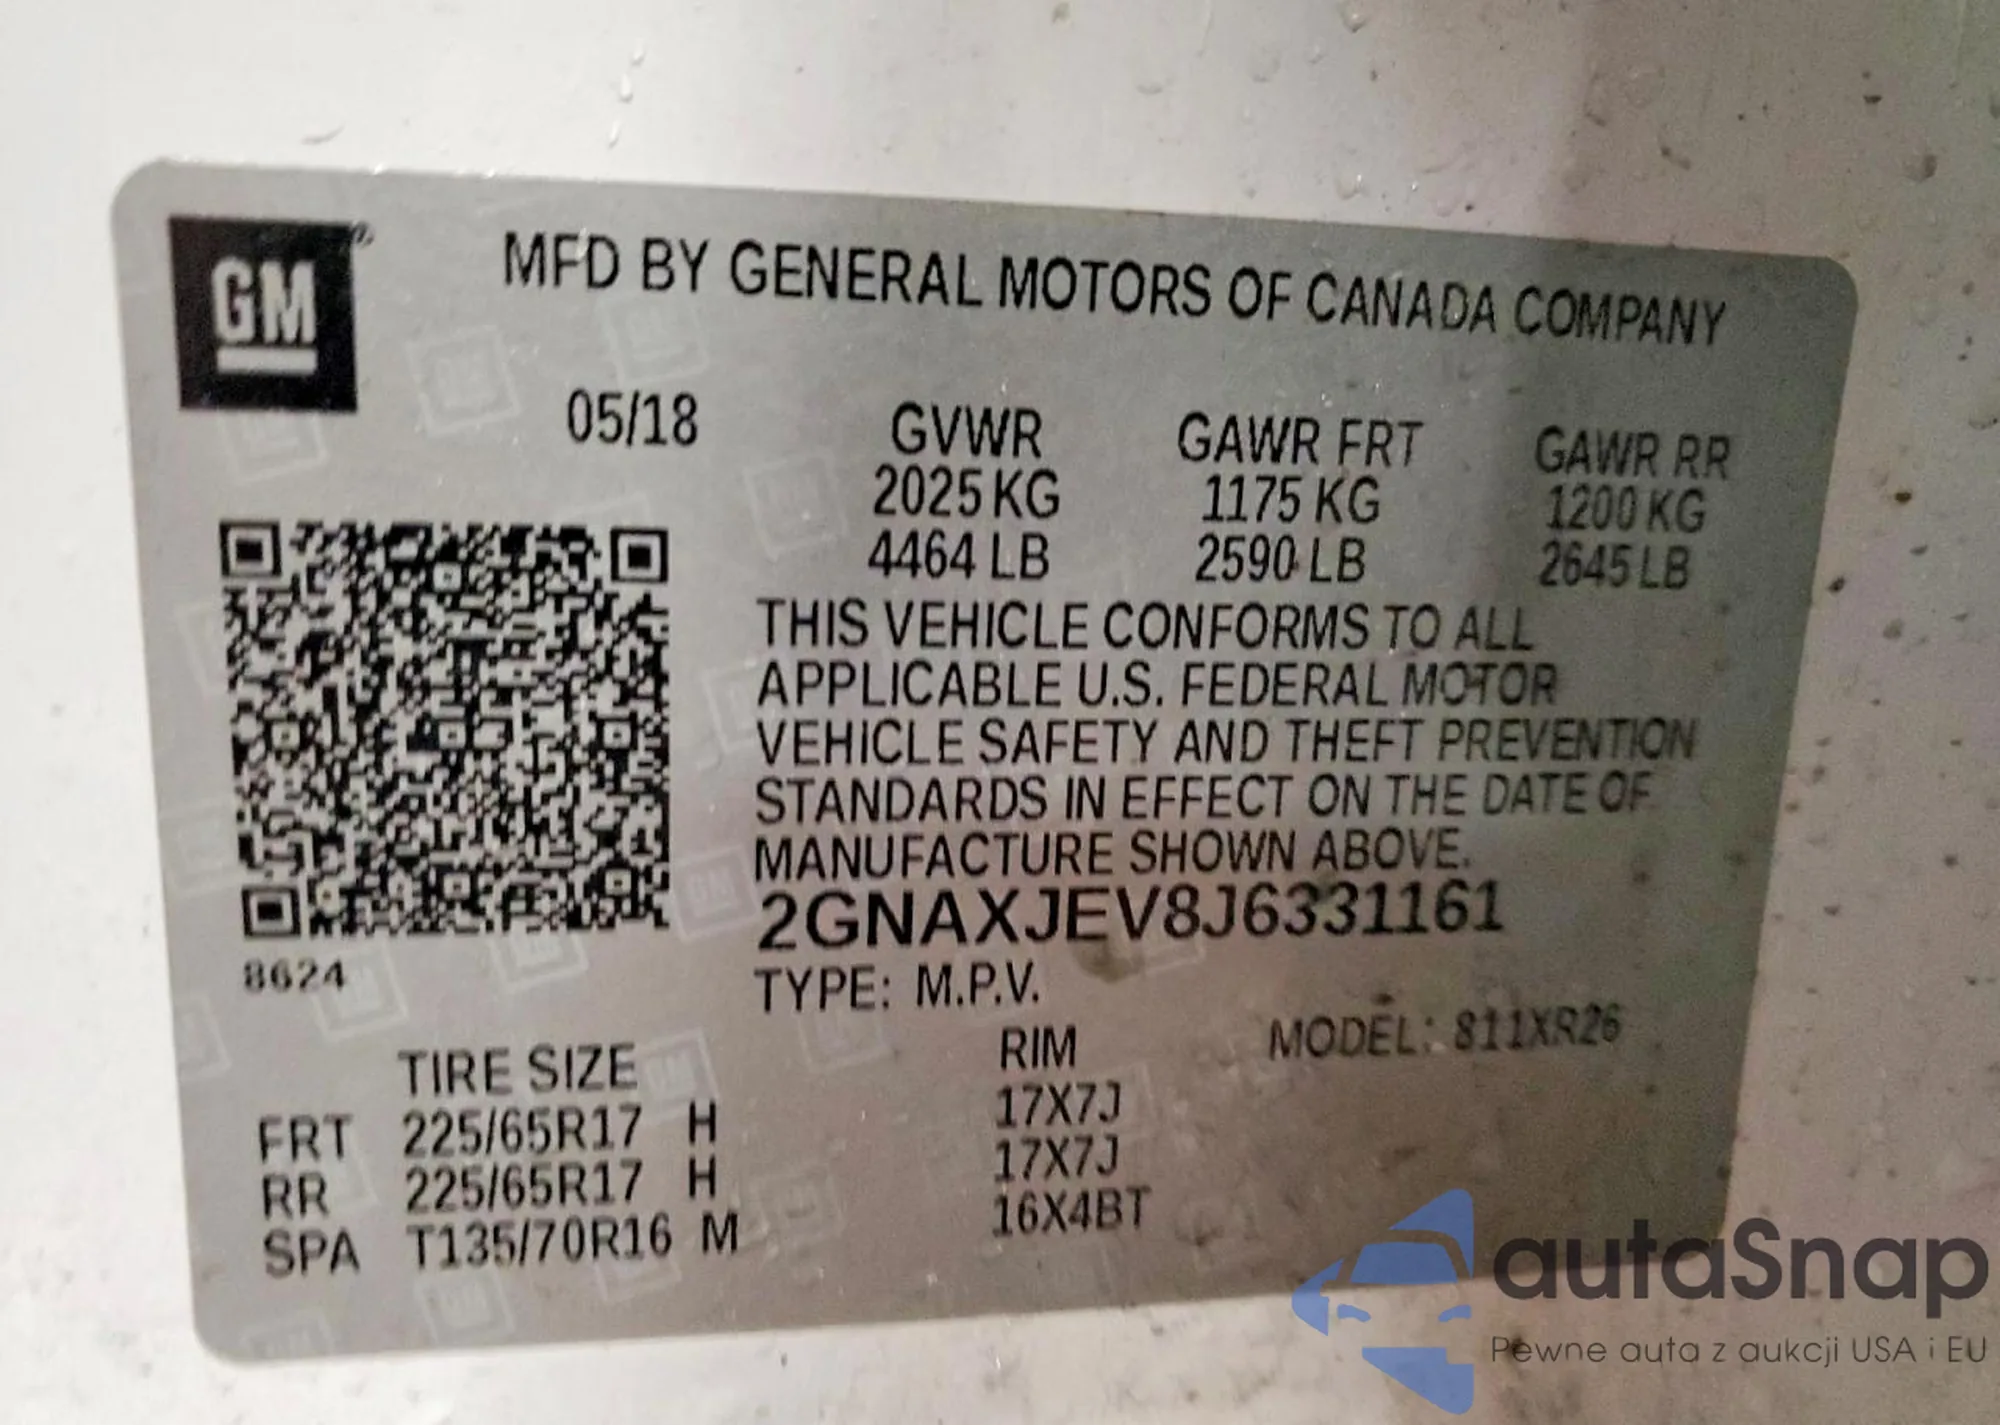 GM
MFD BY GENERAL MOTORS OF CANADA COMPANY
05/18 GVWR GAWR FRT GAWR RR
2025 KG 1175 KG 1200 KG
4464 LB 2590 LB 2645 LB
THIS VEHICLE CONFORMS TO ALL
APPLICABLE U.S. FEDERAL MOTOR
VEHICLE SAFETY AND THEFT PREVENTION
STANDARDS IN EFFECT ON THE DATE OF
MANUFACTURE SHOWN ABOVE.
2GNAXJEV8J6331161
8624
TYPE: M.P.V.
MODEL: 811XR26
TIRE SIZE RIM
FRT 225/65R17 H 17X7J
RR 225/65R17 H 17X7J
SPA T135/70R16 M 16X4BT
autaSnap
Pewne auta z aukcji USA i EU